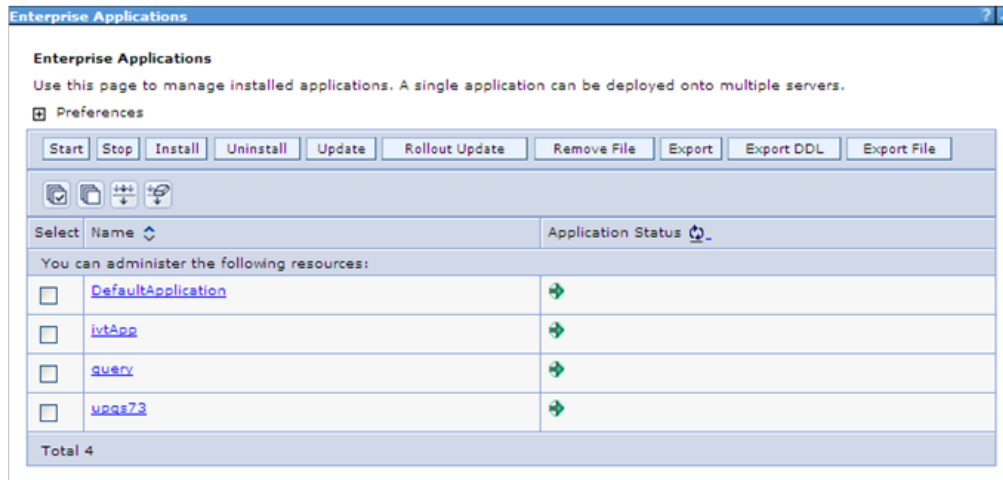 Enterprise Applications ?
Enterprise Applications
Use this page to manage installed applications. A single application can be deployed onto multiple servers.
Preferences
Start Stop Install Uninstall Update Rollout Update Remove File Export Export DDL Export File
Select Name Application Status
You can administer the following resources:
DefaultApplication
ivtApp
query
upgs73
Total 4